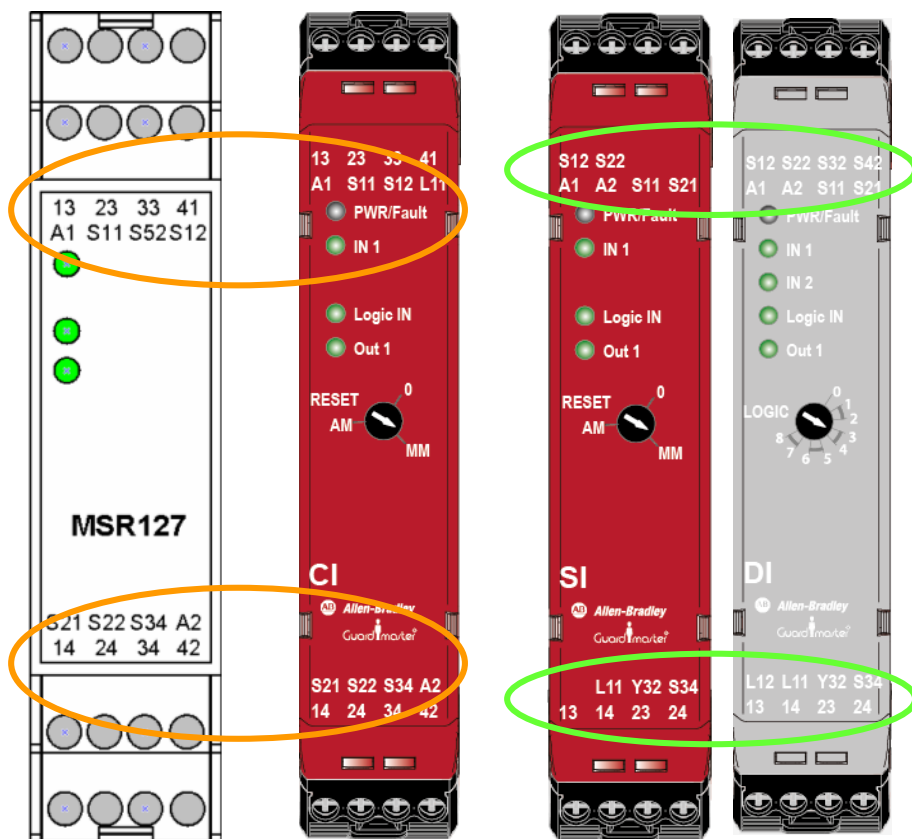 13 23 33 41
A1 S11 S52 S12
MSR127
S21 S22 S34 A2
14 24 34 42
13 23 33 41
A1 S11 S12 L11
PWR/Fault
IN 1
Logic IN
Out 1
RESET
0
AM
MM
CI
AB Allen-Bradley
Guardmaster
S21 S22 S34 A2
14 24 34 42
S12 S22
A1 A2 S11 S21
PWR/Fault
IN 1
Logic IN
Out 1
RESET
0
AM
MM
SI
AB Allen-Bradley
Guardmaster
L11 Y32 S34
13 14 23 24
S12 S22 S32 S42
A1 A2 S11 S21
PWR/Fault
IN 1
IN 2
Logic IN
Out 1
LOGIC
0
1
2
3
4
5
6
7
8
DI
AB Allen-Bradley
Guardmaster
L12 L11 Y32 S34
13 14 23 24